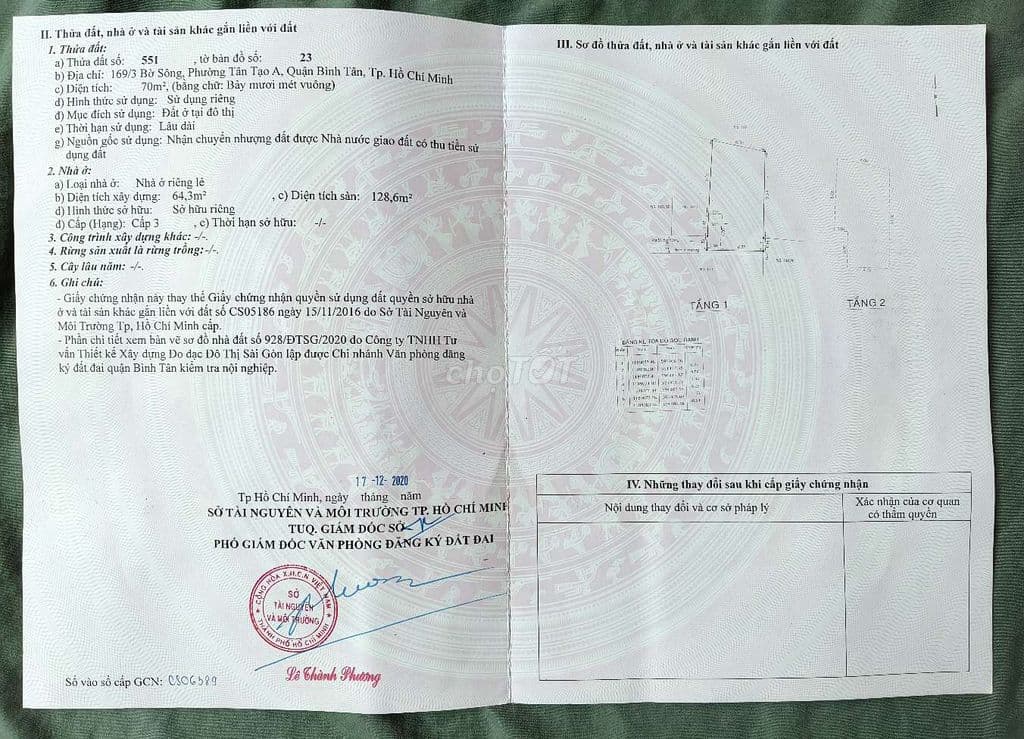 II. Thửa đất, nhà ở và tài sản khác gắn liền với đất
1. Thửa đất:
a) Thửa đất số: 551 , tờ bản đồ số: 23
b) Địa chỉ: 169/3 Bờ Sông, Phường Tân Tạo A, Quận Bình Tân, Tp. Hồ Chí Minh
c) Diện tích: 70m², (bằng chữ: Bảy mươi mét vuông)
d) Hình thức sử dụng: Sử dụng riêng
đ) Mục đích sử dụng: Đất ở tại đô thị
e) Thời hạn sử dụng: Lâu dài
g) Nguồn gốc sử dụng: Nhận chuyển nhượng đất được Nhà nước giao đất có thu tiền sử
dụng đất
2. Nhà ở:
a) Loại nhà ở: Nhà ở riêng lẻ
b) Diện tích xây dựng: 64,3m² , c) Diện tích sàn: 128,6m²
d) Hình thức sở hữu: Sở hữu riêng
đ) Cấp (Hạng): Cấp 3 , e) Thời hạn sở hữu: -/-
3. Công trình xây dựng khác: -/-.
4. Rừng sản xuất là rừng trồng:-/-.
5. Cây lâu năm: -/-.
6. Ghi chú:
- Giấy chứng nhận này thay thế Giấy chứng nhận quyền sử dụng đất quyền sở hữu nhà
ở và tài sản khác gắn liền với đất số CS05186 ngày 15/11/2016 do Sở Tài Nguyên và
Môi Trường Tp, Hồ Chí Minh cấp.
- Phần chi tiết xem bản vẽ sơ đồ nhà đất số 928/ĐTSG/2020 do Công ty TNHH Tư
vấn Thiết kế Xây dựng Đo đạc Đô Thị Sài Gòn lập được Chi nhánh Văn phòng đăng
ký đất đai quận Bình Tân kiểm tra nội nghiệp.
17 -12- 2020
Tp Hồ Chí Minh, ngày tháng năm
SỞ TÀI NGUYÊN VÀ MÔI TRƯỜNG TP. HỒ CHÍ MINH
TUQ. GIÁM ĐỐC SỞ
PHÓ GIÁM ĐỐC VĂN PHÒNG ĐĂNG KÝ ĐẤT ĐAI
CỘNG HÒA X.H.C.N VIỆT NAM
SỞ
TÀI NGUYÊN
VÀ MÔI TRƯỜNG
THÀNH PHỐ HỒ CHÍ MINH
Lê Thành Phương
Số vào sổ cấp GCN: CS06389
III. Sơ đồ thửa đất, nhà ở và tài sản khác gắn liền với đất
TẦNG 1
TẦNG 2
BẢNG KÊ TỌA ĐỘ GÓC RANH
choTỐT
IV. Những thay đổi sau khi cấp giấy chứng nhận
Nội dung thay đổi và cơ sở pháp lý
Xác nhận của cơ quan
có thẩm quyền